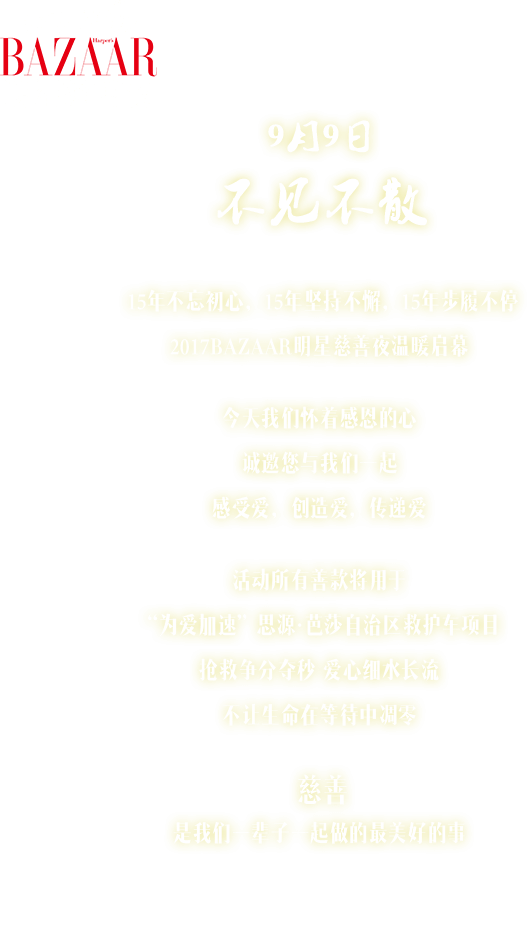 Harper's
BAZAAR
9月9日
不见不散
15年不忘初心、15年坚持不懈、15年步履不停
2017BAZAAR明星慈善夜温暖启幕
今天我们怀着感恩的心
诚邀您与我们一起
感受爱、创造爱、传递爱
活动所有善款将用于
“为爱加速”思源·芭莎自治区救护车项目
抢救争分夺秒 爱心细水长流
不让生命在等待中凋零
慈善
是我们一辈子一起做的最美好的事